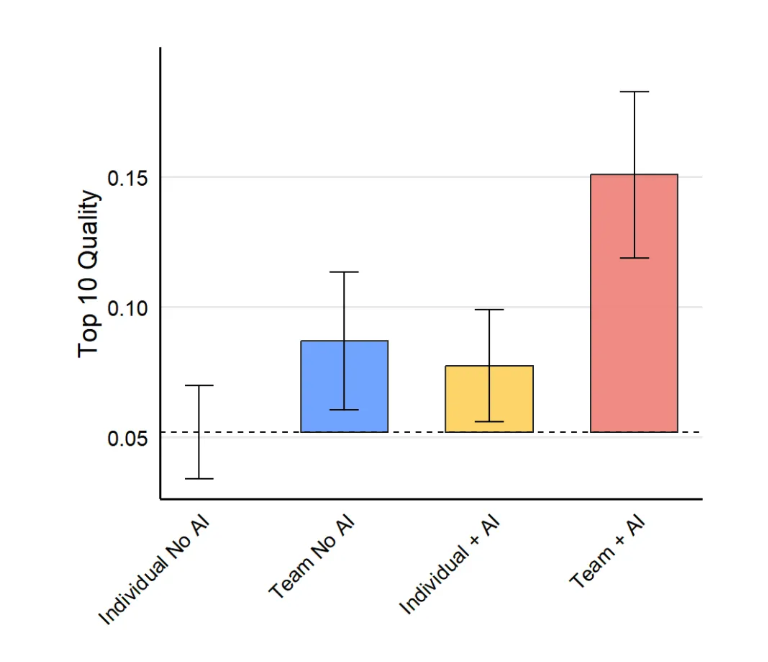 Top 10 Quality
0.15
0.10
0.05
Individual No AI
Team No AI
Individual + AI
Team + AI